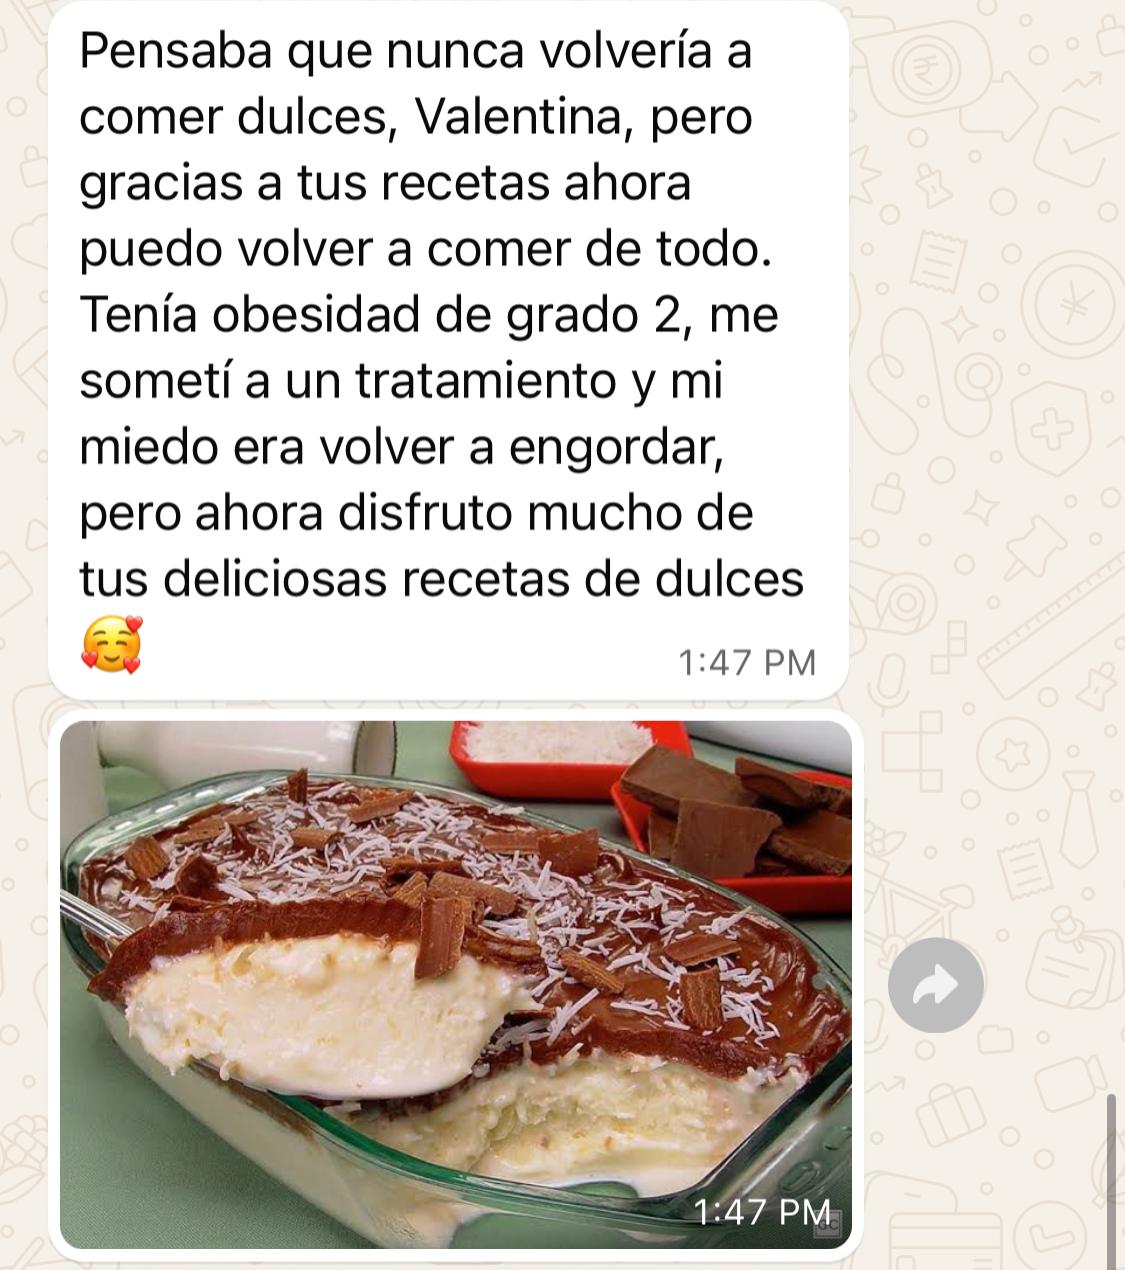 Pensaba que nunca volvería a
comer dulces, Valentina, pero
gracias a tus recetas ahora
puedo volver a comer de todo.
Tenía obesidad de grado 2, me
sometí a un tratamiento y mi
miedo era volver a engordar,
pero ahora disfruto mucho de
tus deliciosas recetas de dulces
🥰
1:47 PM
1:47 PM